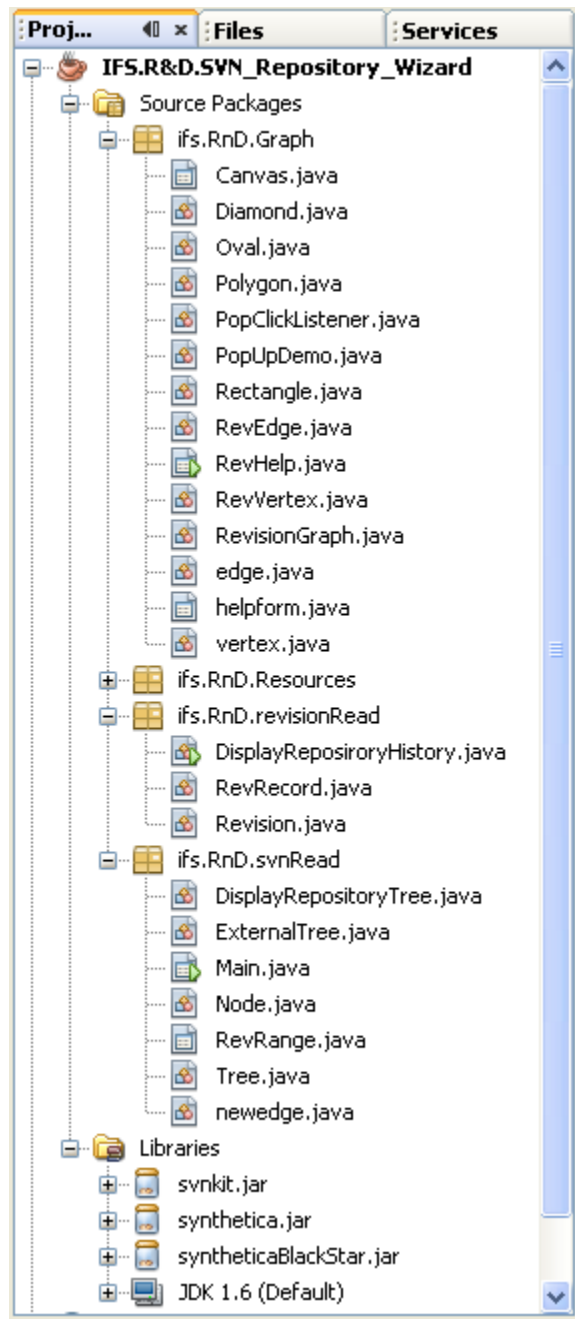 Proj... Files Services
IFS.R&D.SVN_Repository_Wizard
Source Packages
ifs.RnD.Graph
Canvas.java
Diamond.java
Oval.java
Polygon.java
PopClickListener.java
PopUpDemo.java
Rectangle.java
RevEdge.java
RevHelp.java
RevVertex.java
RevisionGraph.java
edge.java
helpform.java
vertex.java
ifs.RnD.Resources
ifs.RnD.revisionRead
DisplayReposiroryHistory.java
RevRecord.java
Revision.java
ifs.RnD.svnRead
DisplayRepositoryTree.java
ExternalTree.java
Main.java
Node.java
RevRange.java
Tree.java
newedge.java
Libraries
svnkit.jar
synthetica.jar
syntheticaBlackStar.jar
JDK 1.6 (Default)